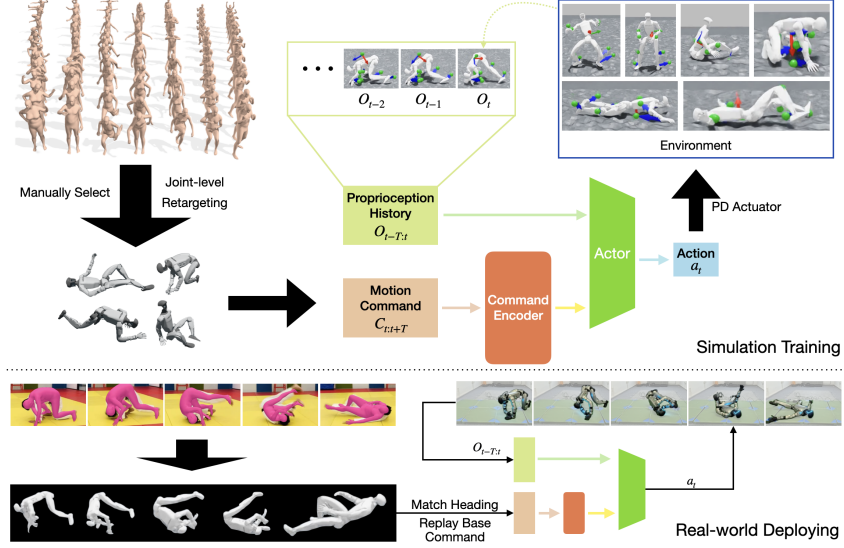 • • •
O_{t−2}
O_{t−1}
O_t
Environment
Manually Select
Joint-level
Retargeting
Proprioception
History
O_{t−T:t}
PD Actuator
Actor
Action
a_t
Motion
Command
C_{t:t+T}
Command
Encoder
Simulation Training
O_{t−T:t}
a_t
Match Heading
Replay Base
Command
Real-world Deploying